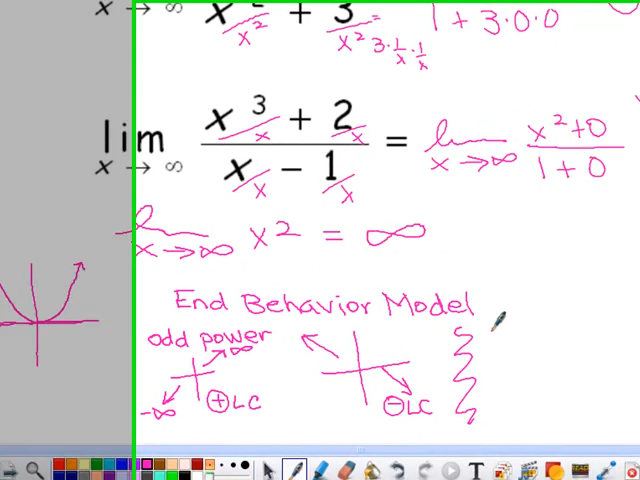 x → ∞ x² + 3 / x² x² = 3·1/x·1/x 1 + 3·0·0
lim x → ∞ x³/x + 2/x / x/x − 1/x = lim x→∞ x²+0 / 1+0
lim x→∞ x² = ∞
End Behavior Model
odd power
∞
-∞ + LC − LC
T